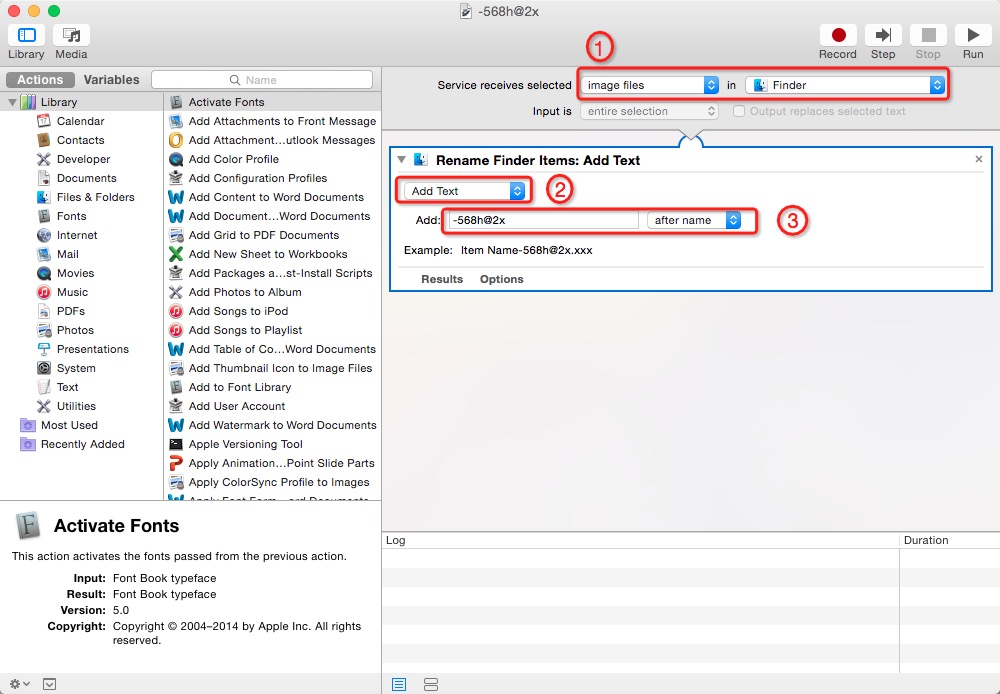 -568h@2x
Library
Media
Record
Step
Stop
Run
Actions
Variables
Name
Library
Calendar
Contacts
Developer
Documents
Files & Folders
Fonts
Internet
Mail
Movies
Music
PDFs
Photos
Presentations
System
Text
Utilities
Most Used
Recently Added
Activate Fonts
Add Attachments to Front Message
Add Attachment…utlook Messages
Add Color Profile
Add Configuration Profiles
Add Content to Word Documents
Add Document…Word Documents
Add Grid to PDF Documents
Add New Sheet to Workbooks
Add Packages a…st-Install Scripts
Add Photos to Album
Add Songs to iPod
Add Songs to Playlist
Add Table of Co…Word Documents
Add Thumbnail Icon to Image Files
Add to Font Library
Add User Account
Add Watermark to Word Documents
Apple Versioning Tool
Apply Animation…Point Slide Parts
Apply ColorSync Profile to Images
Apply Font Form…ord Documents
1
Service receives selected image files in Finder
Input is entire selection Output replaces selected text
Rename Finder Items: Add Text
Add Text 2
Add: -568h@2x after name 3
Example: Item Name-568h@2x.xxx
Results Options
Activate Fonts
This action activates the fonts passed from the previous action.
Input: Font Book typeface
Result: Font Book typeface
Version: 5.0
Copyright: Copyright © 2004–2014 by Apple Inc. All rights
reserved.
Log
Duration